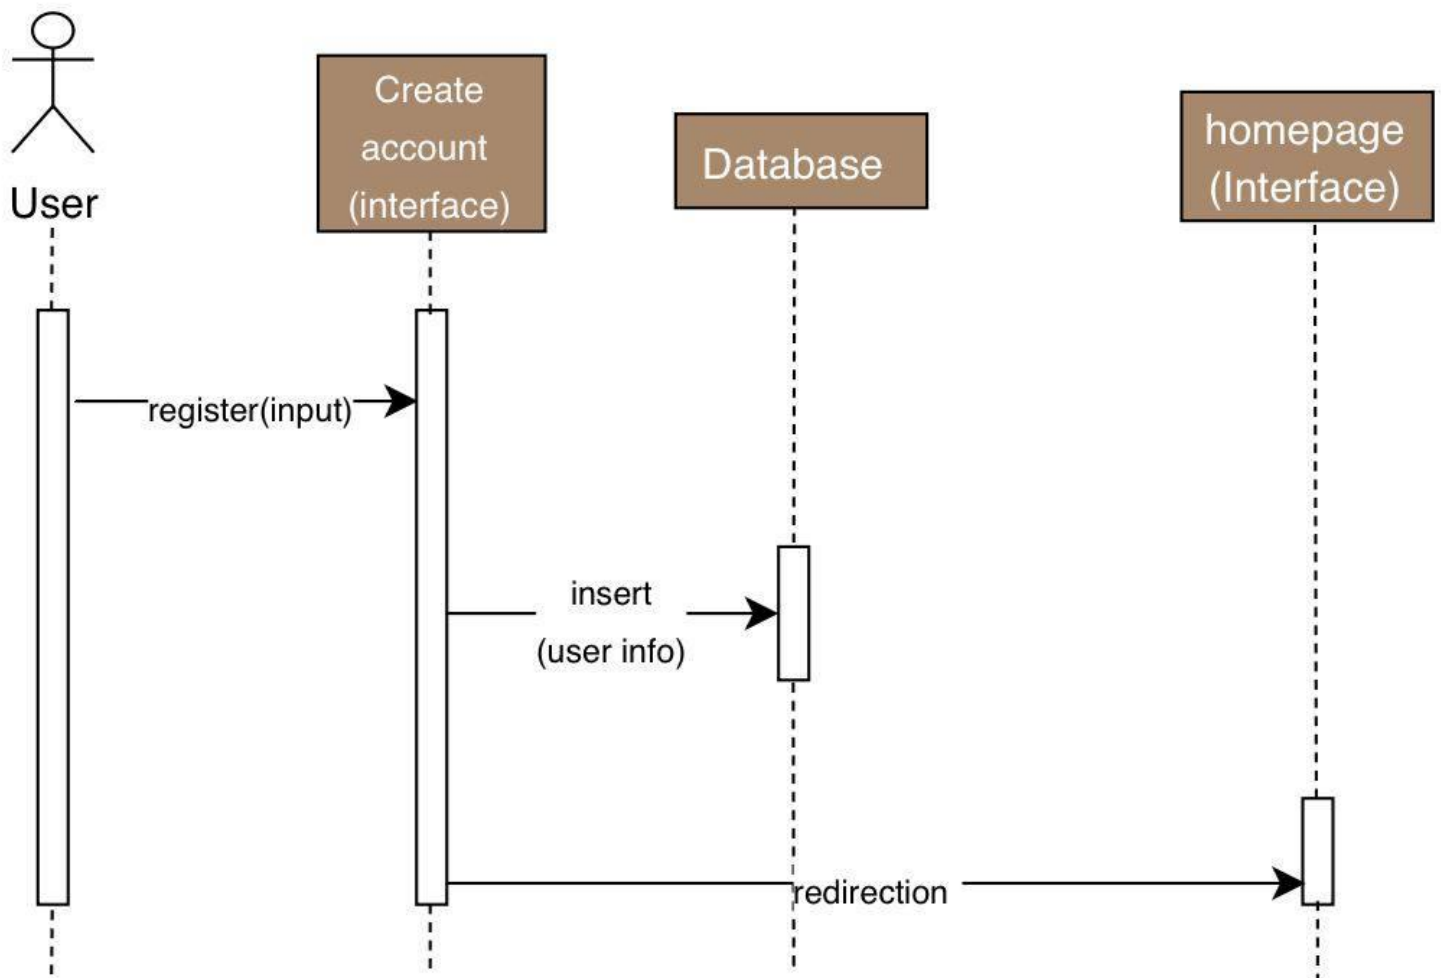 User
Create
account
(interface)
Database
homepage
(Interface)
register(input)
insert
(user info)
redirection